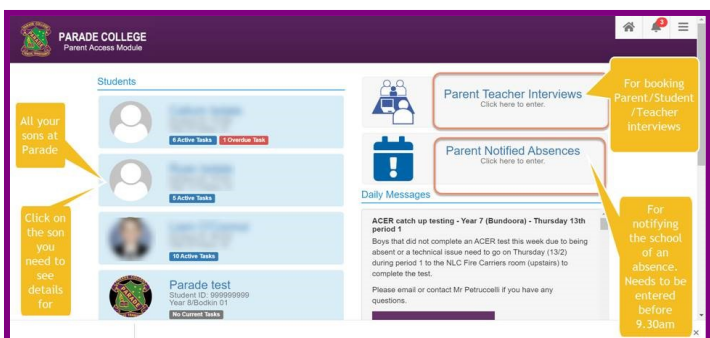 PARADE COLLEGE
Parent Access Module
3
Students
6 Active Tasks
1 Overdue Task
5 Active Tasks
10 Active Tasks
PARADE
Parade test
Student ID: 999999999
Year 8/Bodkin 01
No Current Tasks
All your
sons at
Parade
Click on
the son
you
need to
see
details
for
Parent Teacher Interviews
Click here to enter.
Parent Notified Absences
Click here to enter.
For booking
Parent/Student
/Teacher
interviews
For
notifying
the school
of an
absence.
Needs to be
entered
before
9.30am
Daily Messages
ACER catch up testing - Year 7 (Bundoora) - Thursday 13th
period 1
Boys that did not complete an ACER test this week due to being
absent or a technical issue need to go on Thursday (13/2)
during period 1 to the NLC Fire Carriers room (upstairs) to
complete the test.
Please email or contact Mr Petruccelli if you have any
questions.